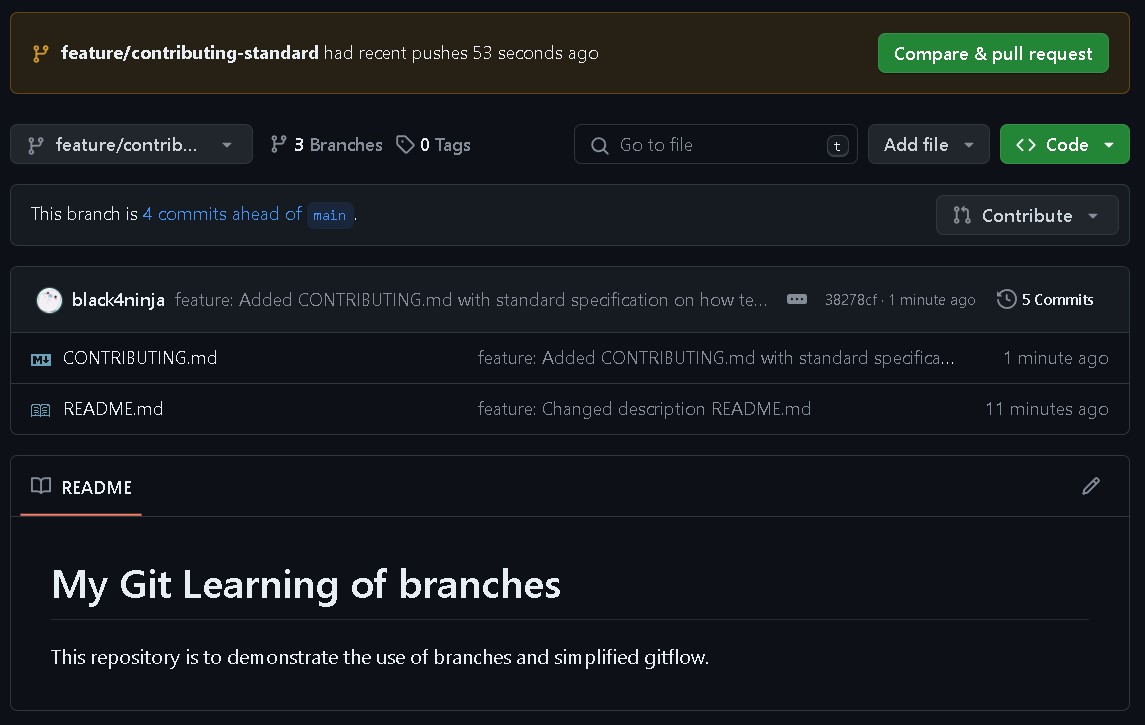 feature/contributing-standard had recent pushes 53 seconds ago
Compare & pull request
feature/contrib...
3 Branches
0 Tags
Go to file
t
Add file
Code
This branch is 4 commits ahead of main .
Contribute
black4ninja feature: Added CONTRIBUTING.md with standard specification on how te...
38278cf · 1 minute ago
5 Commits
CONTRIBUTING.md
feature: Added CONTRIBUTING.md with standard specifica...
1 minute ago
README.md
feature: Changed description README.md
11 minutes ago
README
My Git Learning of branches
This repository is to demonstrate the use of branches and simplified gitflow.